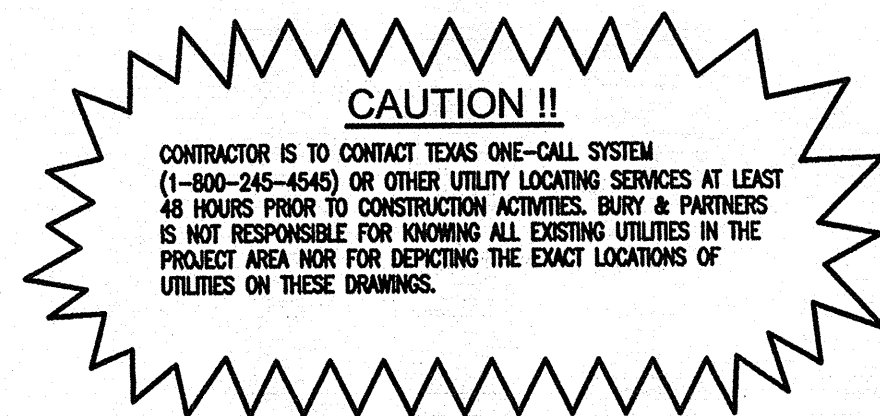 CAUTION !!
CONTRACTOR IS TO CONTACT TEXAS ONE-CALL SYSTEM
(1-800-245-4545) OR OTHER UTILITY LOCATING SERVICES AT LEAST
48 HOURS PRIOR TO CONSTRUCTION ACTIVITIES. BURY & PARTNERS
IS NOT RESPONSIBLE FOR KNOWING ALL EXISTING UTILITIES IN THE
PROJECT AREA NOR FOR DEPICTING THE EXACT LOCATIONS OF
UTILITIES ON THESE DRAWINGS.